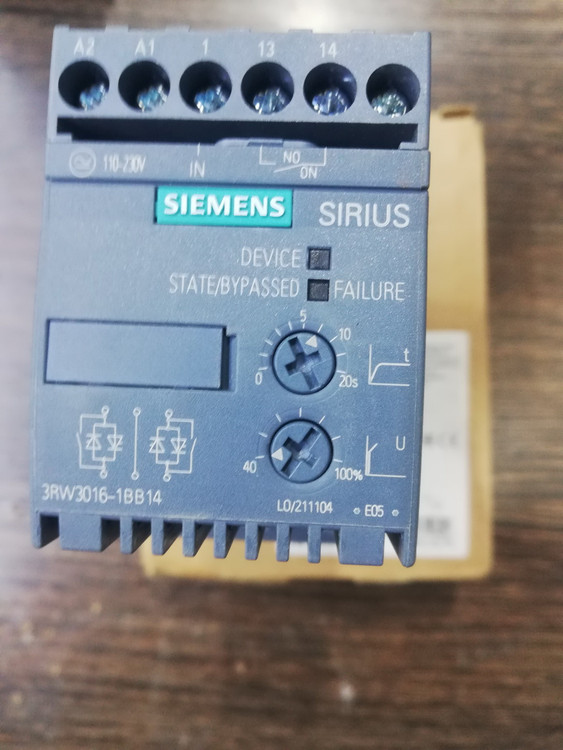 A2 A1 1 13 14
110-230V IN NO
ON
SIEMENS SIRIUS
DEVICE
STATE/BYPASSED FAILURE
5
10
0 20s t
U
40 100%
3RW3016-1BB14 LO/211104 E05